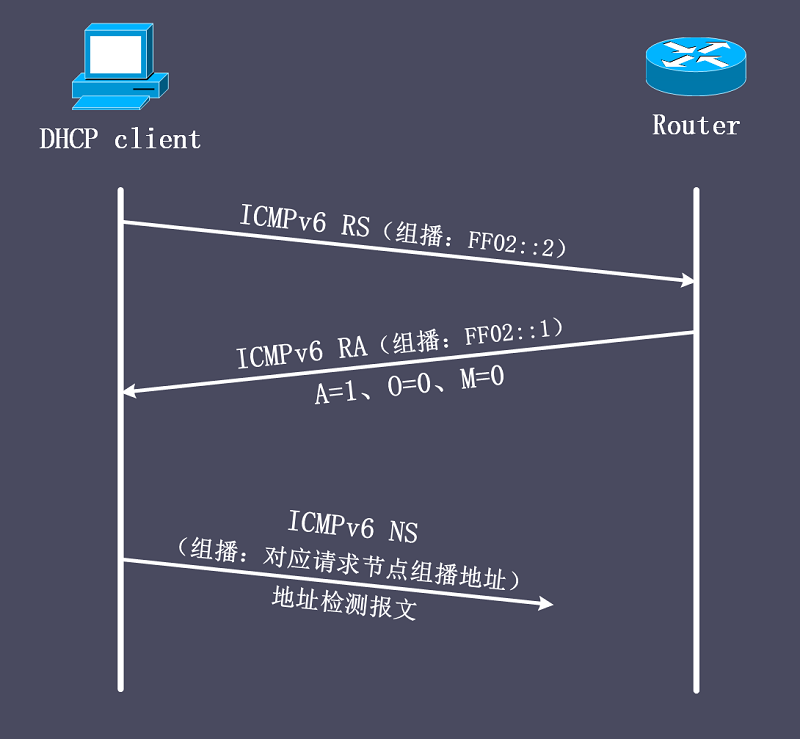 DHCP client
Router
ICMPv6 RS（组播：FF02::2）
ICMPv6 RA（组播：FF02::1）
A=1、O=0、M=0
ICMPv6 NS
（组播：对应请求节点组播地址）
地址检测报文